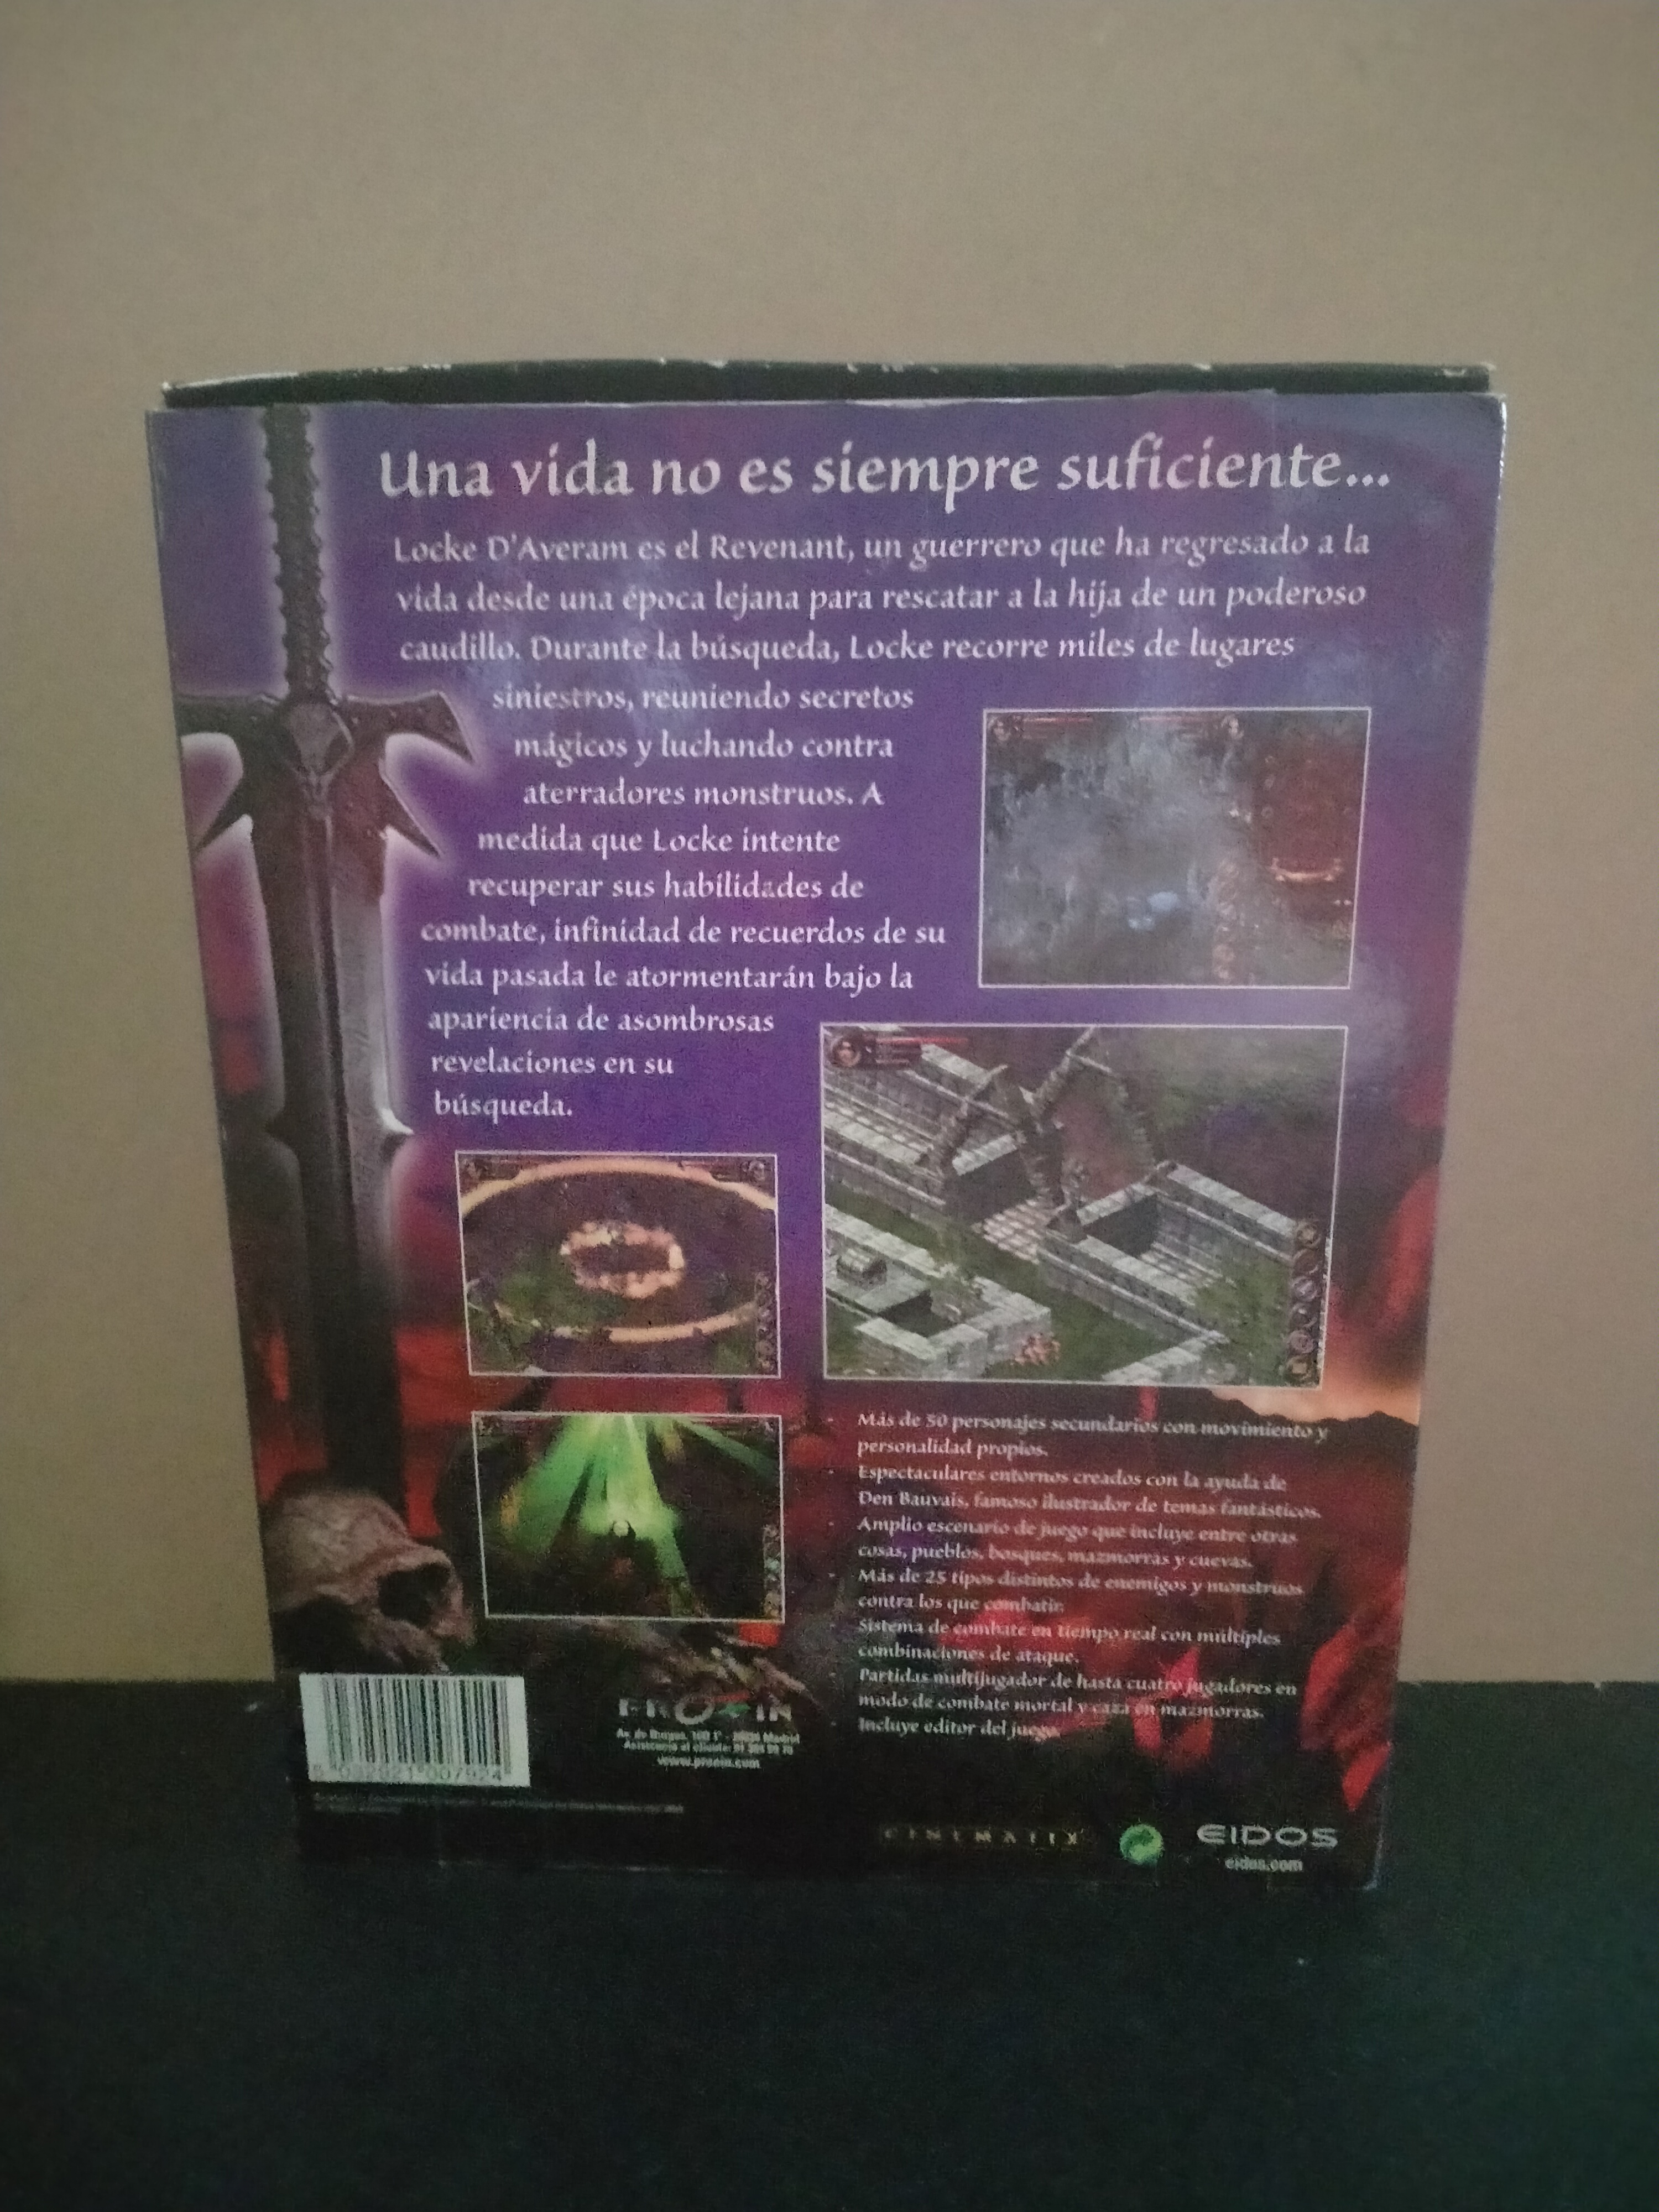 Una vida no es siempre suficiente...
Locke D'Averam es el Revenant, un guerrero que ha regresado a la
vida desde una época lejana para rescatar a la hija de un poderoso
caudillo. Durante la búsqueda, Locke recorre miles de lugares
siniestros, reuniendo secretos
mágicos y luchando contra
aterradores monstruos. A
medida que Locke intente
recuperar sus habilidades de
combate, infinidad de recuerdos de su
vida pasada le atormentarán bajo la
apariencia de asombrosas
revelaciones en su
búsqueda.
- Más de 50 personajes secundarios con movimiento y
personalidad propios.
- Espectaculares entornos creados con la ayuda de
Den Bauvais, famoso ilustrador de temas fantásticos.
- Amplio escenario de juego que incluye entre otras
cosas, pueblos, bosques, mazmorras y cuevas.
- Más de 25 tipos distintos de enemigos y monstruos
contra los que combatir.
- Sistema de combate en tiempo real con múltiples
combinaciones de ataque.
- Partidas multijugador de hasta cuatro jugadores en
modo de combate mortal y caza en mazmorras.
- Incluye editor del juego.
PROEIN
Av. de Burgos, Madrid
Asistencia al cliente:
www.proein.com
CINEMATIX
EIDOS
eidos.com